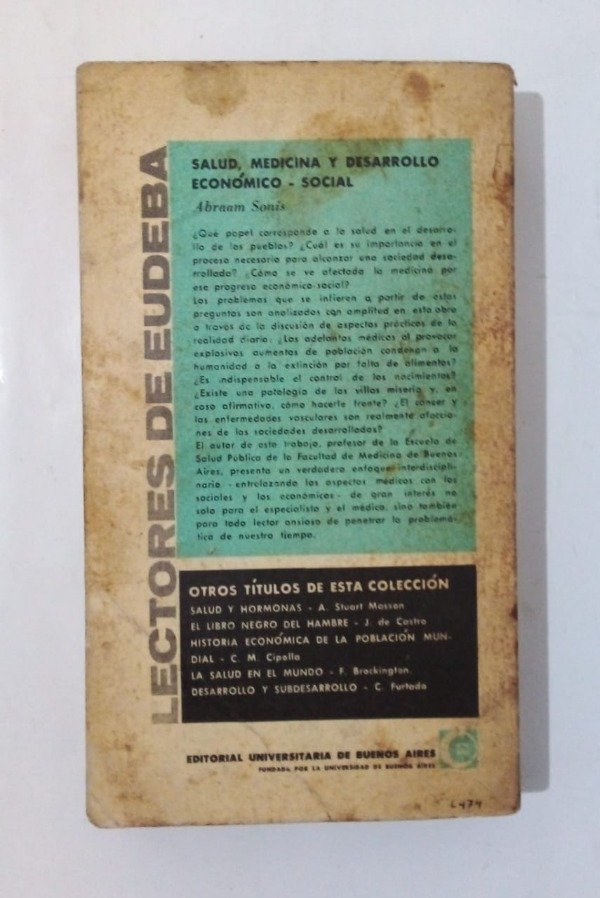 LECTORES DE EUDEBA
SALUD, MEDICINA Y DESARROLLO
ECONÓMICO - SOCIAL
Abraam Sonis
¿Qué papel corresponde a la salud en el desarro-
llo de los pueblos? ¿Cuál es su importancia en el
proceso necesario para alcanzar una sociedad desa-
rrollada? ¿Cómo se ve afectada la medicina por
ese progreso económico-social?
Los problemas que se infieren a partir de estas
preguntas son analizados con amplitud en esta obra
a través de la discusión de aspectos prácticos de la
realidad diaria: ¿Los adelantos médicos al provocar
explosivos aumentos de población condenan a la
humanidad a la extinción por falta de alimentos?
¿Es indispensable el control de los nacimientos?
¿Existe una patología de las villas miseria y, en
caso afirmativo, cómo hacerle frente? ¿El cáncer y
las enfermedades vasculares son realmente afeccio-
nes de las sociedades desarrolladas?
El autor de este trabajo, profesor de la Escuela de
Salud Pública de la Facultad de Medicina de Buenos
Aires, presenta un verdadero enfoque interdiscipli-
nario - entrelazando los aspectos médicos con los
sociales y los económicos - de gran interés no
solo para el especialista y el médico, sino también
para todo lector ansioso de penetrar la problemá-
tica de nuestro tiempo.
OTROS TÍTULOS DE ESTA COLECCIÓN
SALUD Y HORMONAS - A. Stuart Mason
EL LIBRO NEGRO DEL HAMBRE - J. de Castro
HISTORIA ECONÓMICA DE LA POBLACIÓN MUN-
DIAL - C. M. Cipolla
LA SALUD EN EL MUNDO - F. Brockington
DESARROLLO Y SUBDESARROLLO - C. Furtado
EDITORIAL UNIVERSITARIA DE BUENOS AIRES
FUNDADA POR LA UNIVERSIDAD DE BUENOS AIRES
L474